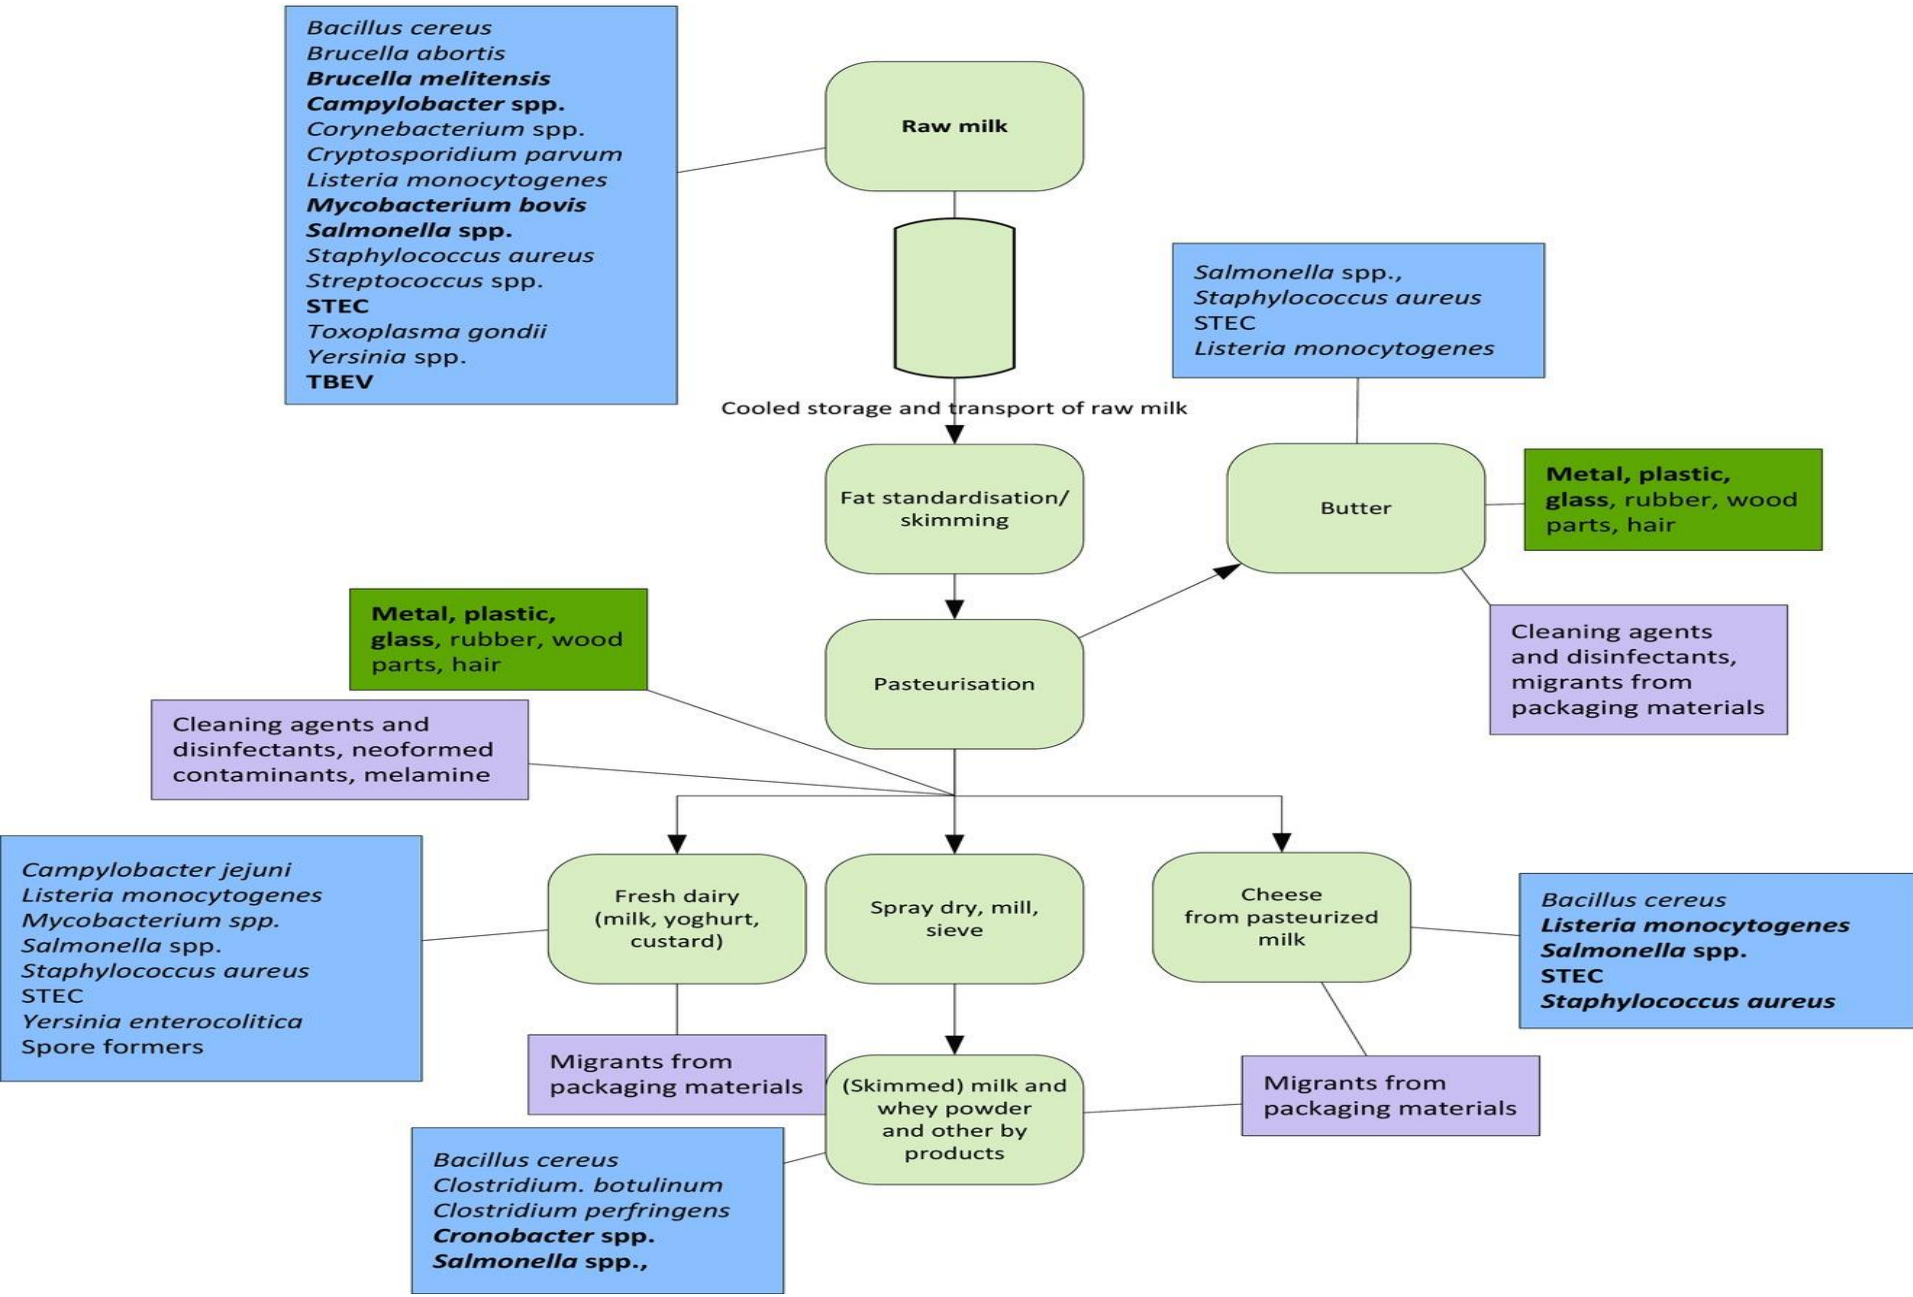 Bacillus cereus
Brucella abortis
Brucella melitensis
Campylobacter spp.
Corynebacterium spp.
Cryptosporidium parvum
Listeria monocytogenes
Mycobacterium bovis
Salmonella spp.
Staphylococcus aureus
Streptococcus spp.
STEC
Toxoplasma gondii
Yersinia spp.
TBEV
Raw milk
Cooled storage and transport of raw milk
Salmonella spp.,
Staphylococcus aureus
STEC
Listeria monocytogenes
Fat standardisation/
skimming
Butter
Metal, plastic,
glass, rubber, wood
parts, hair
Metal, plastic,
glass, rubber, wood
parts, hair
Pasteurisation
Cleaning agents
and disinfectants,
migrants from
packaging materials
Cleaning agents and
disinfectants, neoformed
contaminants, melamine
Campylobacter jejuni
Listeria monocytogenes
Mycobacterium spp.
Salmonella spp.
Staphylococcus aureus
STEC
Yersinia enterocolitica
Spore formers
Fresh dairy
(milk, yoghurt,
custard)
Spray dry, mill,
sieve
Cheese
from pasteurized
milk
Bacillus cereus
Listeria monocytogenes
Salmonella spp.
STEC
Staphylococcus aureus
Migrants from
packaging materials
(Skimmed) milk and
whey powder
and other by
products
Migrants from
packaging materials
Bacillus cereus
Clostridium. botulinum
Clostridium perfringens
Cronobacter spp.
Salmonella spp.,